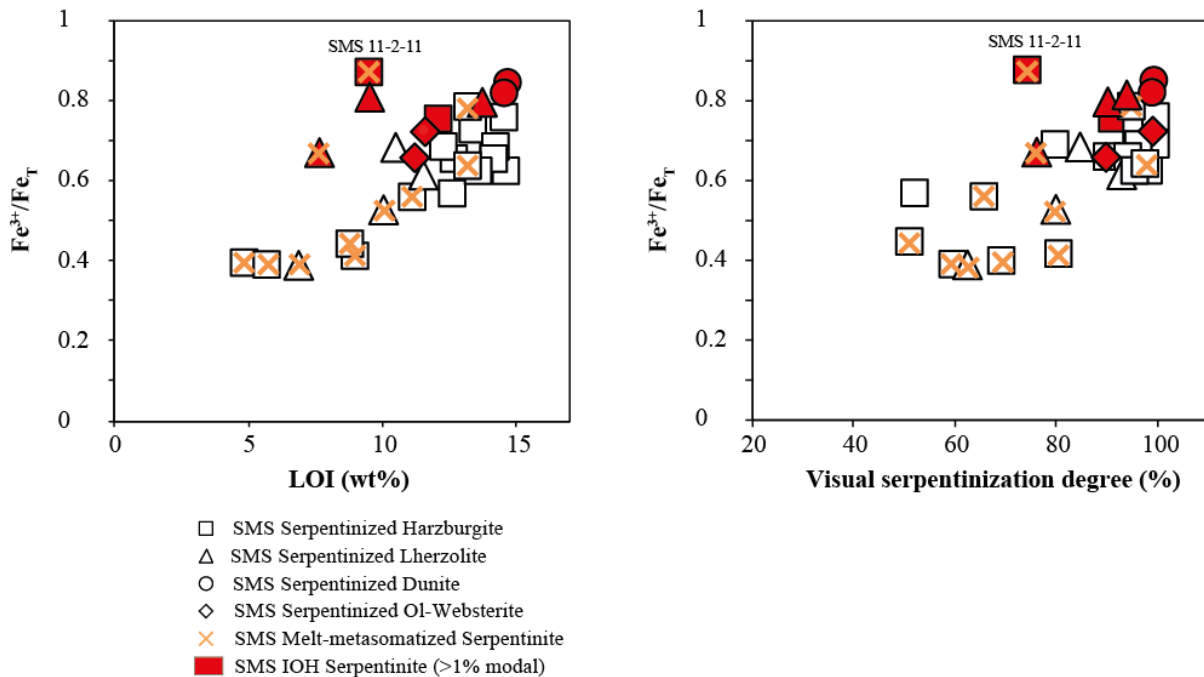 1
0.8
0.6
0.4
0.2
0
Fe³⁺/Fe_T
SMS 11-2-11
0
5
10
15
LOI (wt%)
1
0.8
0.6
0.4
0.2
0
Fe³⁺/Fe_T
SMS 11-2-11
20
40
60
80
100
Visual serpentinization degree (%)
SMS Serpentinized Harzburgite
SMS Serpentinized Lherzolite
SMS Serpentinized Dunite
SMS Serpentinized Ol-Websterite
SMS Melt-metasomatized Serpentinite
SMS IOH Serpentinite (>1% modal)